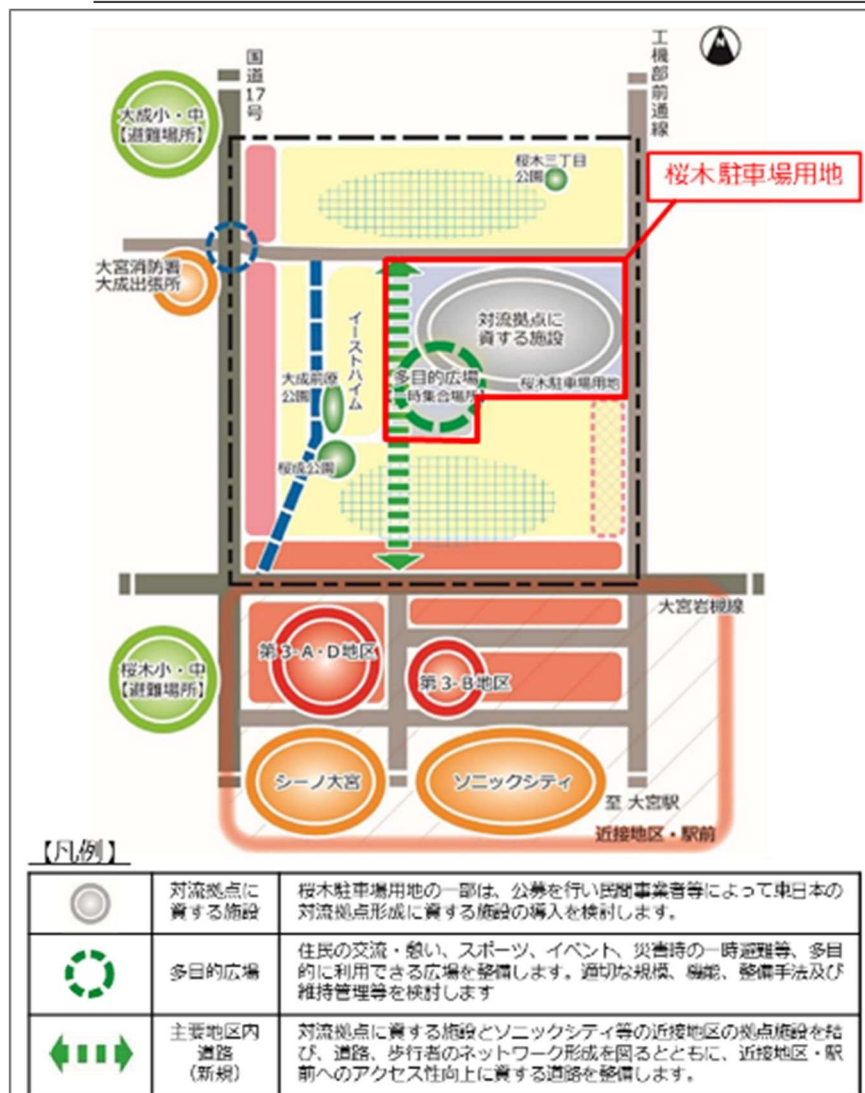 国道17号
工機部前通線
N
大成小・中
【避難場所】
桜木三丁目
公園
桜木駐車場用地
大宮消防署
大成出張所
イーストハイム
対流拠点に
資する施設
大成前原
公園
多目的広場
時集合場所
桜木駐車場用地
桜成公園
大宮岩槻線
桜木小・中
【避難場所】
第3-A・D地区
第3-B地区
シーノ大宮
ソニックシティ
至 大宮駅
近接地区・駅前
【凡例】
対流拠点に
資する施設
桜木駐車場用地の一部は、公募を行い民間事業者等によって東日本の
対流拠点形成に資する施設の導入を検討します。
多目的広場
住民の交流・憩い、スポーツ、イベント、災害時の一時避難等、多目
的に利用できる広場を整備します。適切な規模、機能、整備手法及び
維持管理等を検討します
主要地区内
道路
（新規）
対流拠点に資する施設とソニックシティ等の近接地区の拠点施設を結
び、道路、歩行者のネットワーク形成を図るとともに、近接地区・駅
前へのアクセス性向上に資する道路を整備します。